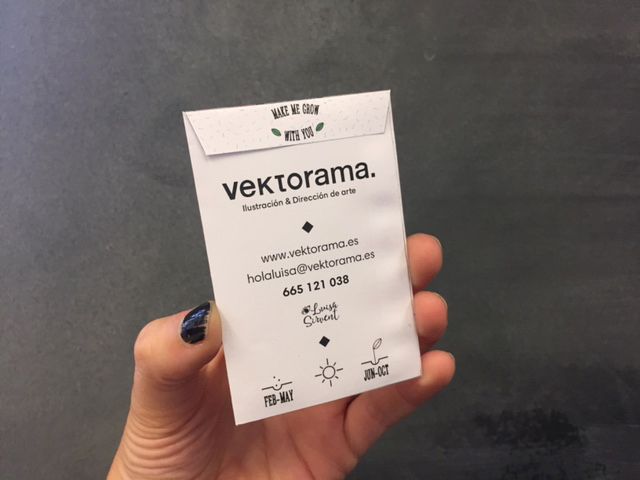 MAKE ME GROW
WITH YOU
vektorama.
Ilustración & Dirección de arte
www.vektorama.es
holaluisa@vektorama.es
665 121 038
Luisa
Sirvent
FEB-MAY
JUN-OCT